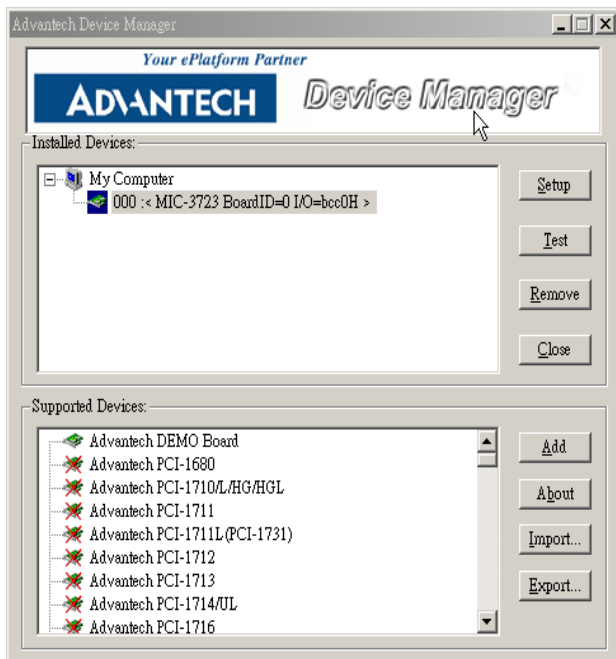 Advantech Device Manager
Your ePlatform Partner
ADVANTECH Device Manager
Installed Devices:
My Computer
000 :< MIC-3723 BoardID=0 I/O=bcc0H >
Setup
Test
Remove
Close
Supported Devices:
Advantech DEMO Board
Advantech PCI-1680
Advantech PCI-1710/L/HG/HGL
Advantech PCI-1711
Advantech PCI-1711L(PCI-1731)
Advantech PCI-1712
Advantech PCI-1713
Advantech PCI-1714/UL
Advantech PCI-1716
Add
About
Import...
Export...